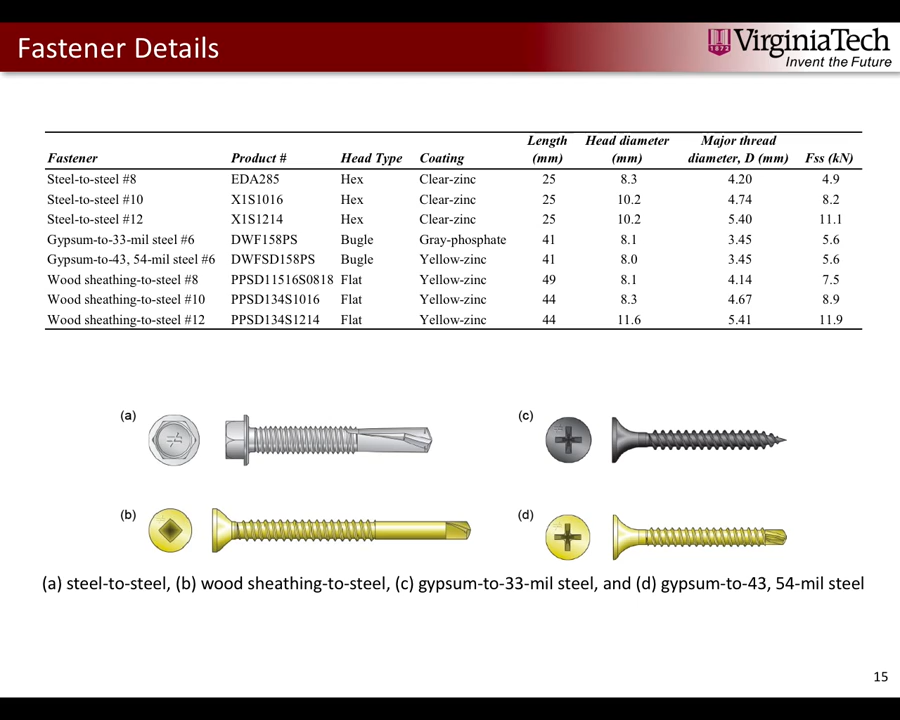 Fastener Details
1872
VirginiaTech
Invent the Future
Fastener Product # Head Type Coating Length (mm) Head diameter (mm) Major thread diameter, D (mm) Fss (kN)
Steel-to-steel #8 EDA285 Hex Clear-zinc 25 8.3 4.20 4.9
Steel-to-steel #10 X1S1016 Hex Clear-zinc 25 10.2 4.74 8.2
Steel-to-steel #12 X1S1214 Hex Clear-zinc 25 10.2 5.40 11.1
Gypsum-to-33-mil steel #6 DWF158PS Bugle Gray-phosphate 41 8.1 3.45 5.6
Gypsum-to-43, 54-mil steel #6 DWFSD158PS Bugle Yellow-zinc 41 8.0 3.45 5.6
Wood sheathing-to-steel #8 PPSD11516S0818 Flat Yellow-zinc 49 8.1 4.14 7.5
Wood sheathing-to-steel #10 PPSD134S1016 Flat Yellow-zinc 44 8.3 4.67 8.9
Wood sheathing-to-steel #12 PPSD134S1214 Flat Yellow-zinc 44 11.6 5.41 11.9
(a)
(c)
(b)
(d)
(a) steel-to-steel, (b) wood sheathing-to-steel, (c) gypsum-to-33-mil steel, and (d) gypsum-to-43, 54-mil steel
15